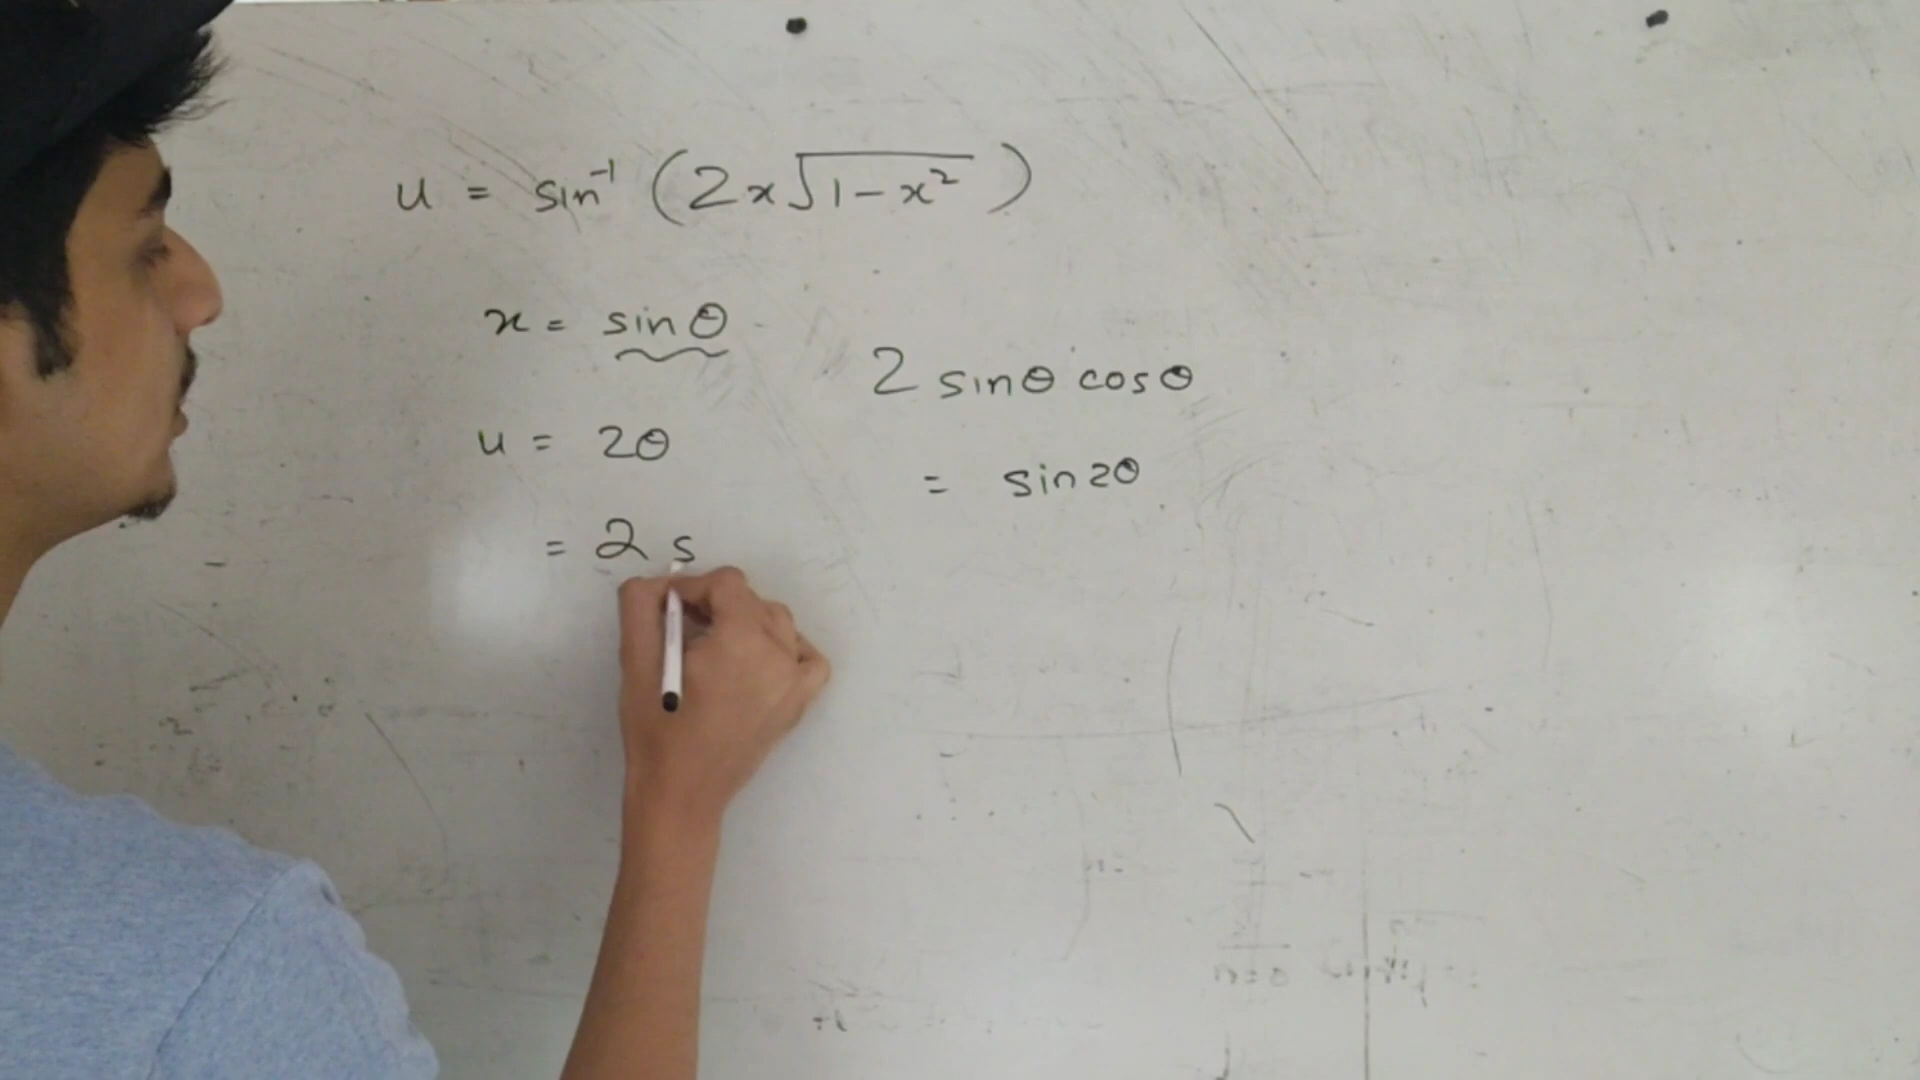 u = sin⁻¹ (2x√(1-x²))
x = sinθ
2 sinθ cosθ
u = 2θ
= sin2θ
= 2 s